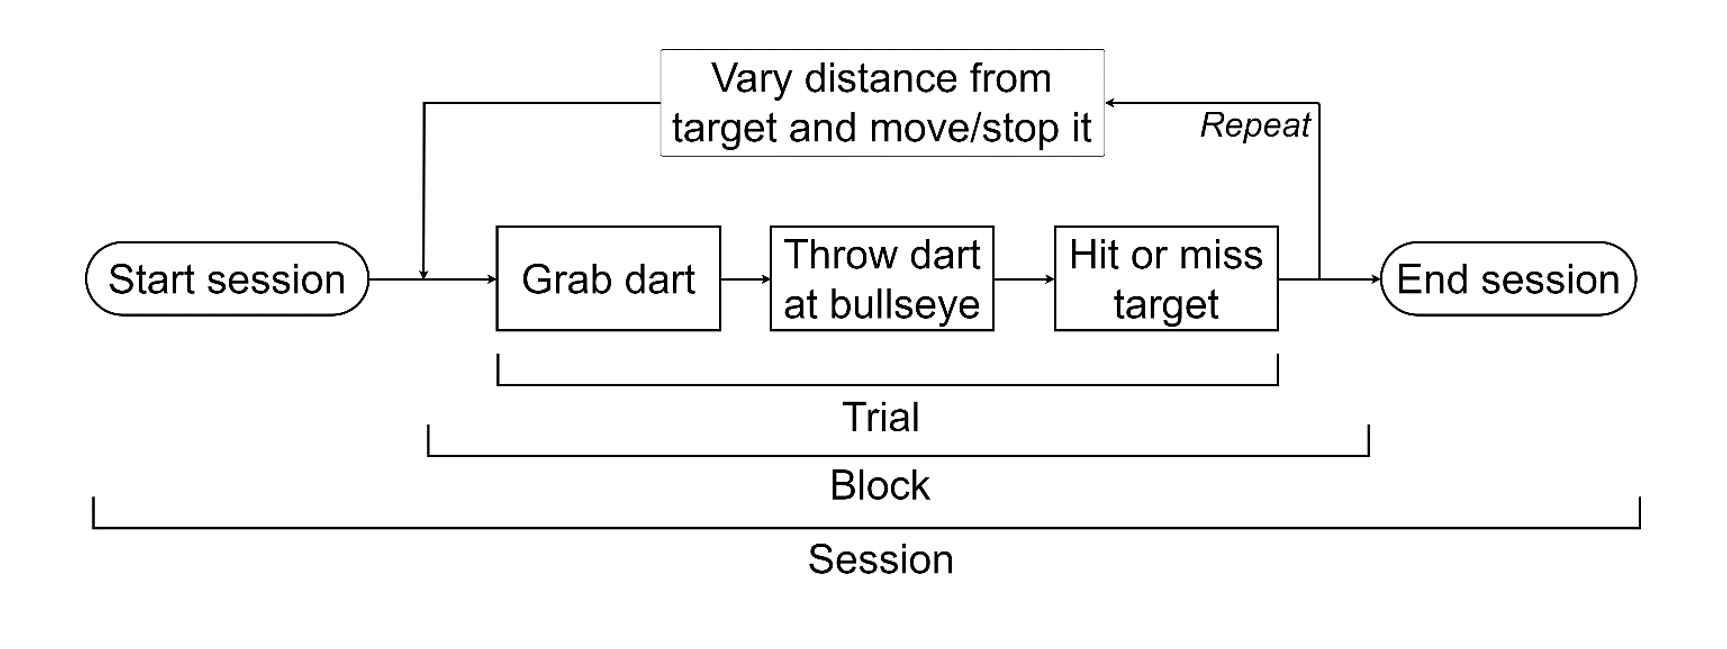 Vary distance from
target and move/stop it
Repeat
Start session
Grab dart
Throw dart
at bullseye
Hit or miss
target
End session
Trial
Block
Session